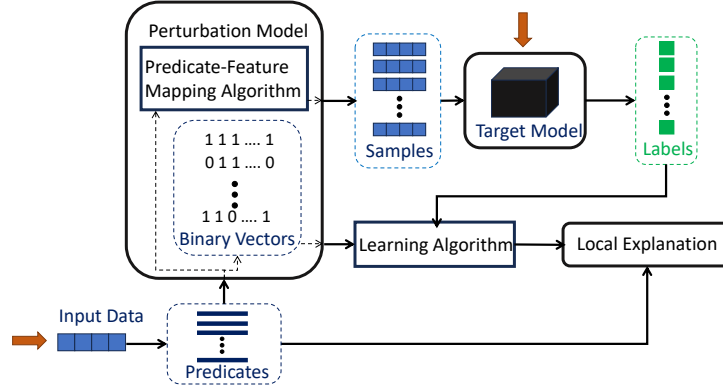 Perturbation Model
Predicate-Feature
Mapping Algorithm
1 1 1 .... 1
0 1 1 .... 0
1 1 0 .... 1
Binary Vectors
Samples
Target Model
Labels
Learning Algorithm
Local Explanation
Input Data
Predicates